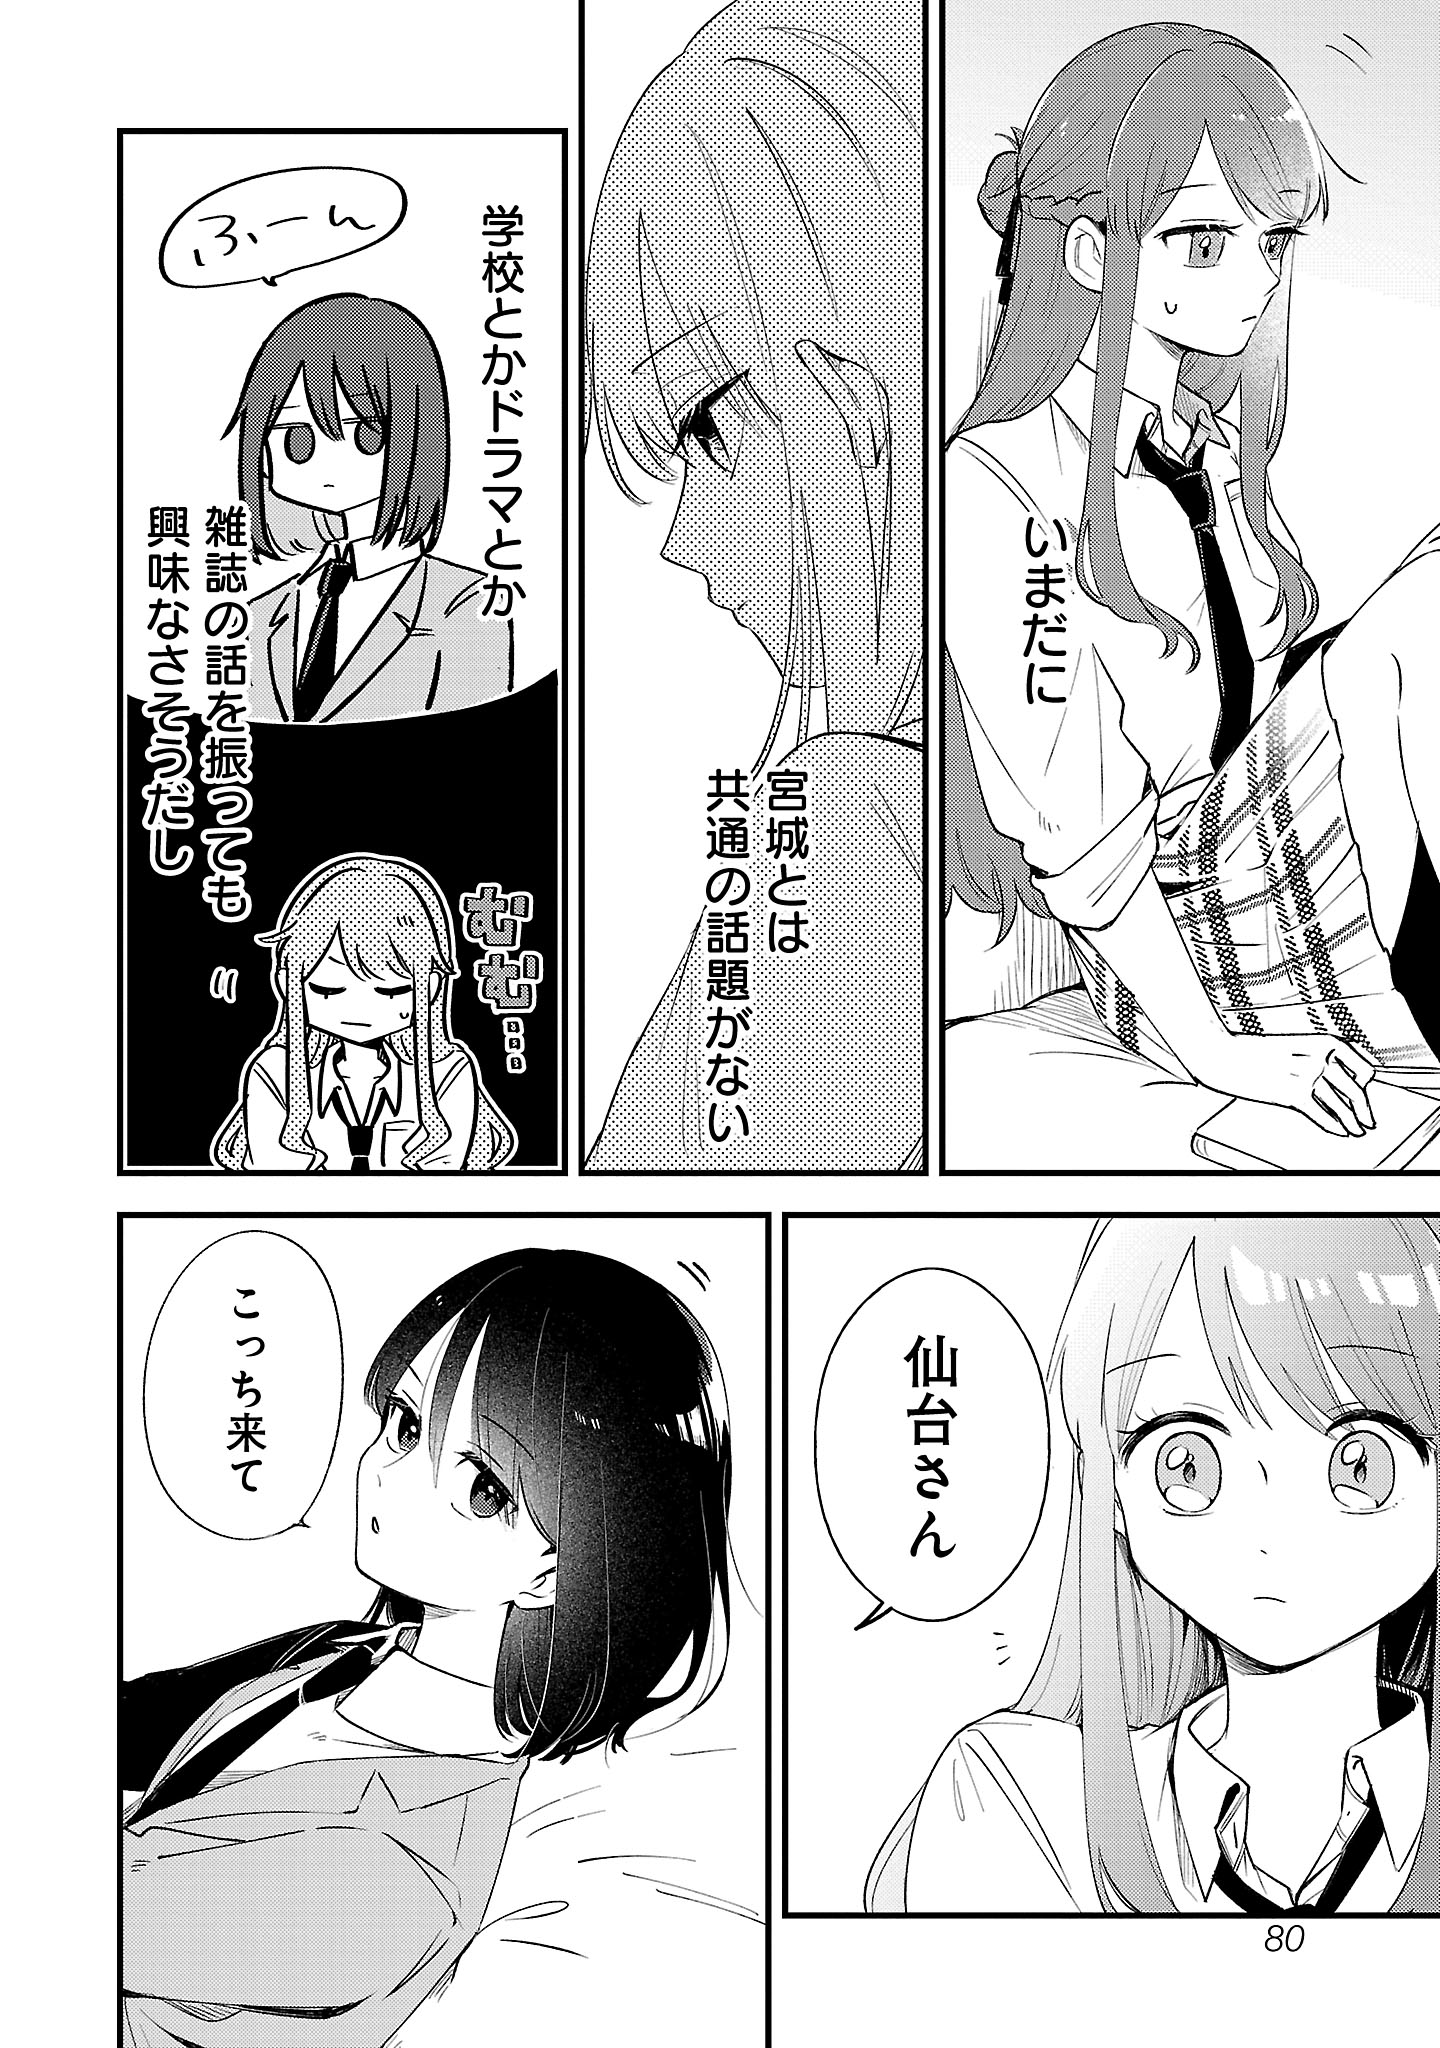 いまだに
宮城とは
共通の話題がない
学校とかドラマとか
ふーん
雑誌の話を振っても
興味なさそうだし
むむむ…
仙台さん
こっち来て
80